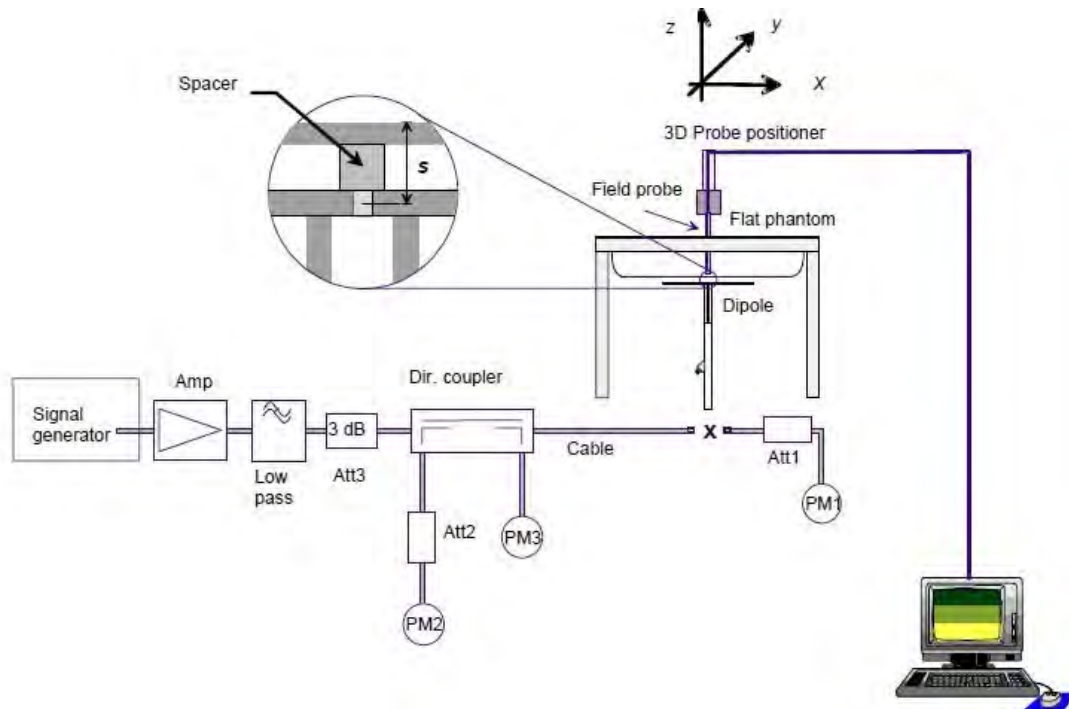 z
y
X
Spacer
s
3D Probe positioner
Field probe
Flat phantom
Dipole
Signal
generator
Amp
Low
pass
3 dB
Att3
Dir. coupler
Cable
X
Att1
PM1
Att2
PM3
PM2